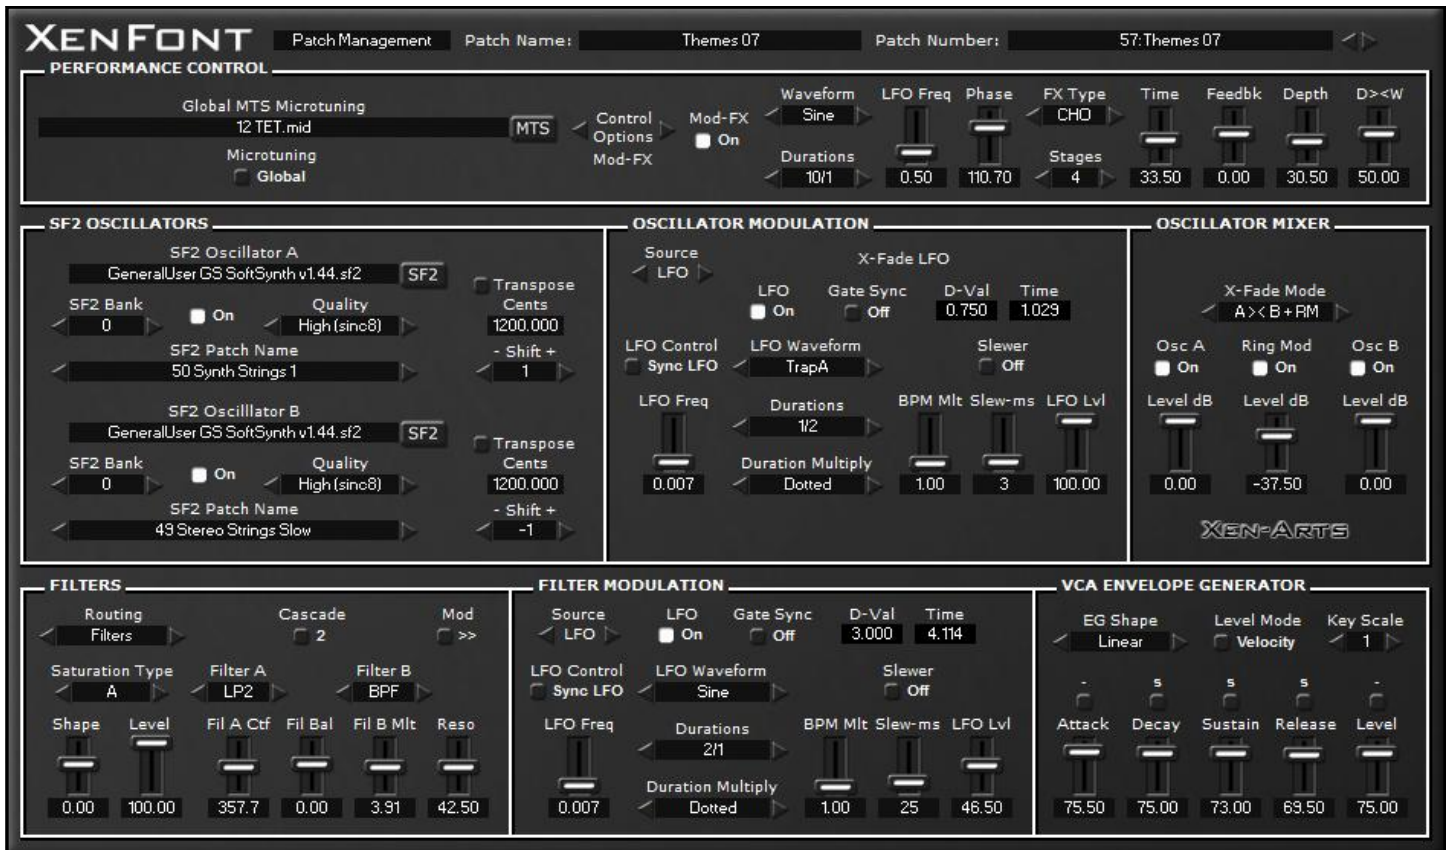 XENFONT Patch Management Patch Name: Themes 07 Patch Number: 57:Themes 07
PERFORMANCE CONTROL
Global MTS Microtuning
12 TET.mid MTS
Microtuning
Global
Control
Options
Mod-FX
Mod-FX
On
Waveform LFO Freq Phase FX Type Time Feedbk Depth D><W
Sine CHO
Durations Stages
10/1 0.50 110.70 4 33.50 0.00 30.50 50.00
SF2 OSCILLATORS
SF2 Oscillator A
GeneralUser GS SoftSynth v1.44.sf2 SF2
Transpose
SF2 Bank On Quality Cents
0 High (sinc8) 1200.000
SF2 Patch Name - Shift +
50 Synth Strings 1 1
SF2 Oscilllator B
GeneralUser GS SoftSynth v1.44.sf2 SF2
Transpose
SF2 Bank On Quality Cents
0 High (sinc8) 1200.000
SF2 Patch Name - Shift +
49 Stereo Strings Slow -1
OSCILLATOR MODULATION
Source X-Fade LFO
LFO
LFO Gate Sync D-Val Time
On Off 0.750 1.029
LFO Control LFO Waveform Slewer
Sync LFO TrapA Off
LFO Freq Durations BPM Mlt Slew-ms LFO Lvl
1/2
Duration Multiply
0.007 Dotted 1.00 3 100.00
OSCILLATOR MIXER
X-Fade Mode
A><B+RM
Osc A Ring Mod Osc B
On On On
Level dB Level dB Level dB
0.00 -37.50 0.00
XEN-ARTS
FILTERS
Routing Cascade Mod
Filters 2 >>
Saturation Type Filter A Filter B
A LP2 BPF
Shape Level Fil A Ctf Fil Bal Fil B Mlt Reso
0.00 100.00 357.7 0.00 3.91 42.50
FILTER MODULATION
Source LFO Gate Sync D-Val Time
LFO On Off 3.000 4.114
LFO Control LFO Waveform Slewer
Sync LFO Sine Off
LFO Freq Durations BPM Mlt Slew-ms LFO Lvl
2/1
Duration Multiply
0.007 Dotted 1.00 25 46.50
VCA ENVELOPE GENERATOR
EG Shape Level Mode Key Scale
Linear Velocity 1
- s s s -
Attack Decay Sustain Release Level
75.50 75.00 73.00 69.50 75.00